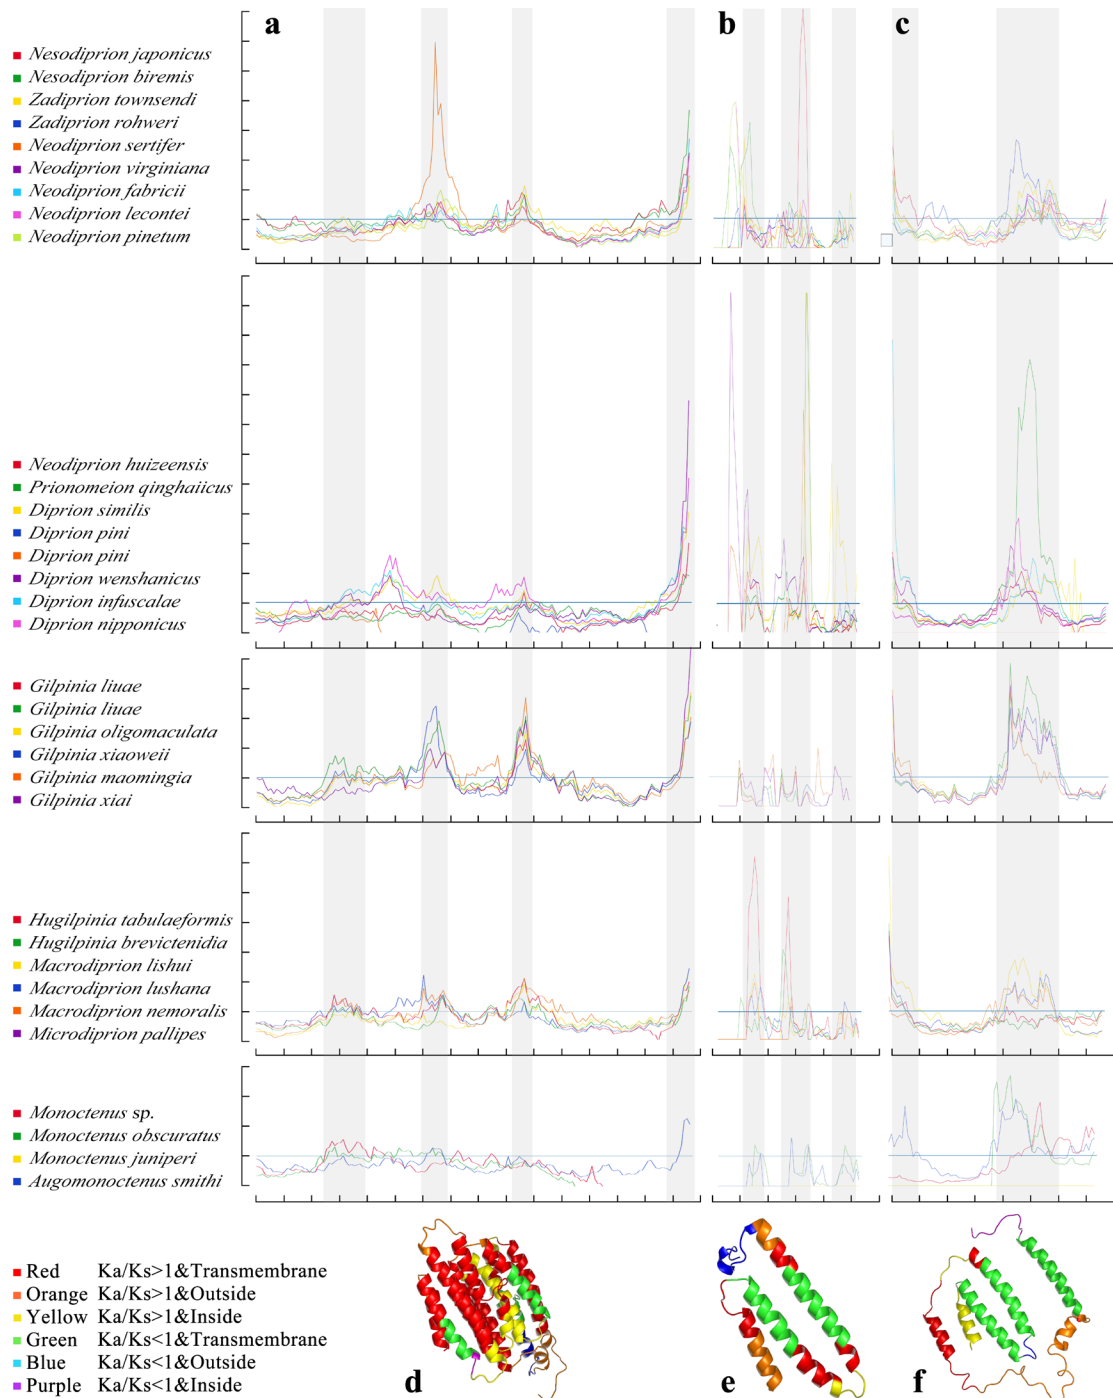 a
b
c
Nesodiprion japonicus
Nesodiprion biremis
Zadiprion townsendi
Zadiprion rohweri
Neodiprion sertifer
Neodiprion virginiana
Neodiprion fabricii
Neodiprion lecontei
Neodiprion pinetum
Neodiprion huizeensis
Prionomeion qinghaiicus
Diprion similis
Diprion pini
Diprion pini
Diprion wenshanicus
Diprion infuscalae
Diprion nipponicus
Gilpinia liuae
Gilpinia liuae
Gilpinia oligomaculata
Gilpinia xiaoweii
Gilpinia maomingia
Gilpinia xiai
Hugilpinia tabulaeformis
Hugilpinia brevictenidia
Macrodiprion lishui
Macrodiprion lushana
Macrodiprion nemoralis
Microdiprion pallipes
Monoctenus sp.
Monoctenus obscuratus
Monoctenus juniperi
Augomonoctenus smithi
Red Ka/Ks>1&Transmembrane
Orange Ka/Ks>1&Outside
Yellow Ka/Ks>1&Inside
Green Ka/Ks<1&Transmembrane
Blue Ka/Ks<1&Outside
Purple Ka/Ks<1&Inside
d
e
f